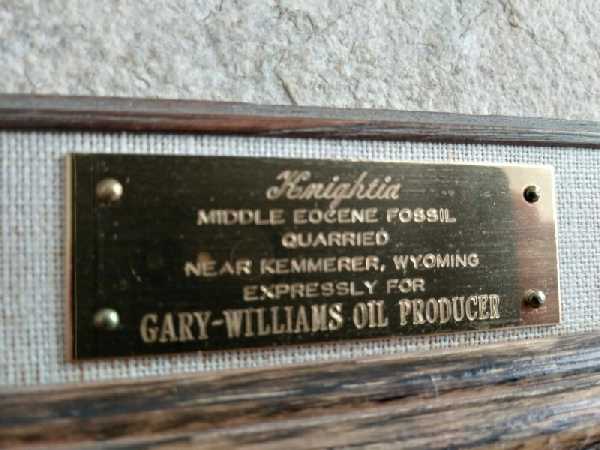 Knightia
MIDDLE EOCENE FOSSIL
QUARRIED
NEAR KEMMERER, WYOMING
EXPRESSLY FOR
GARY-WILLIAMS OIL PRODUCER